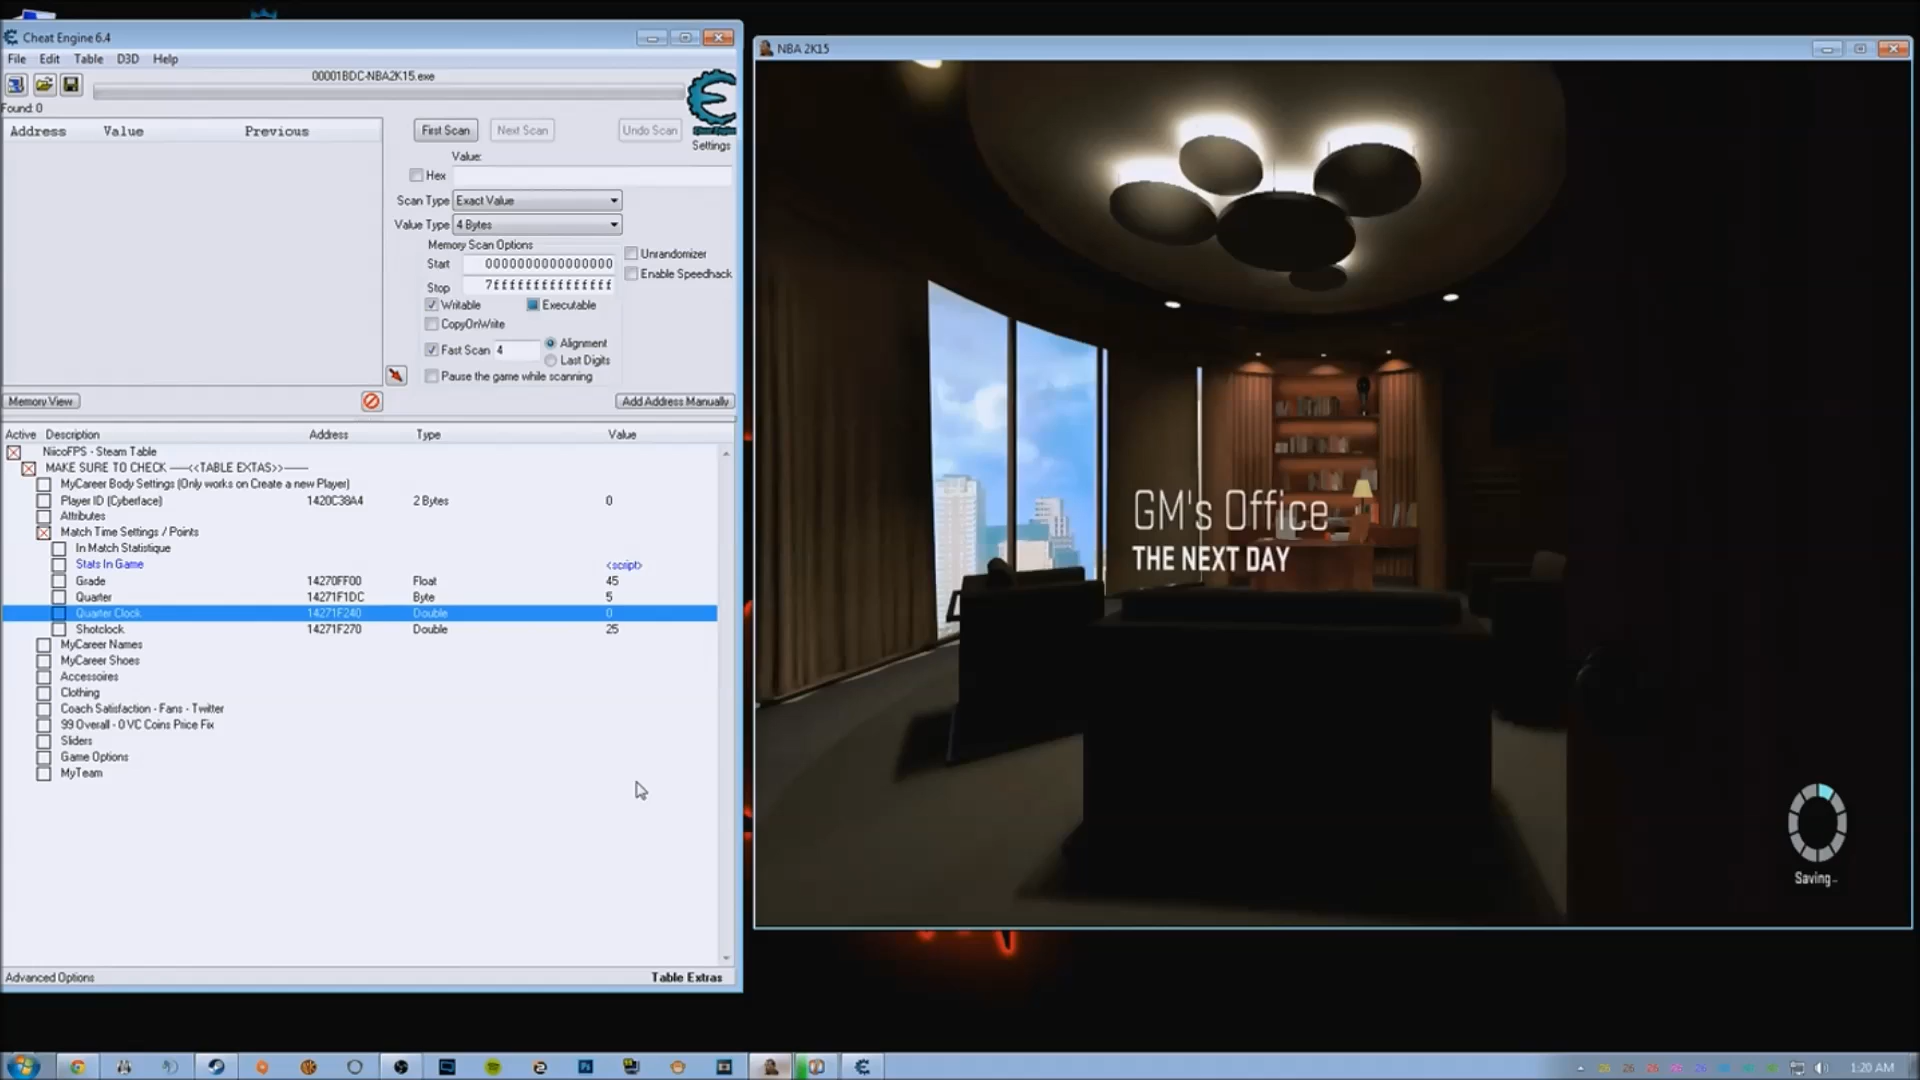 Cheat Engine 6.4
File Edit Table D3D Help
00001BDC-NBA2K15.exe
Found: 0
Address Value Previous
First Scan Next Scan Undo Scan
Settings
Value:
Hex
Scan Type Exact Value
Value Type 4 Bytes
Memory Scan Options
Start 0000000000000000
Stop 7fffffffffffffff
Unrandomizer
Enable Speedhack
Writable Executable
CopyOnWrite
Fast Scan 4 Alignment
Last Digits
Pause the game while scanning
Memory View Add Address Manually
Active Description Address Type Value
NiicoFPS - Steam Table
MAKE SURE TO CHECK ----<<TABLE EXTAS>>----
MyCareer Body Settings (Only works on Create a new Player)
Player ID (Cyberface) 1420C38A4 2 Bytes 0
Attributes
Match Time Settings / Points
In Match Statistique
Stats In Game <script>
Grade 14270FF00 Float 45
Quarter 14271F1DC Byte 5
Quarter Clock 14271F240 Double 0
Shotclock 14271F270 Double 25
MyCareer Names
MyCareer Shoes
Accessoires
Clothing
Coach Satisfaction - Fans - Twitter
99 Overall - 0 VC Coins Price Fix
Sliders
Game Options
MyTeam
Advanced Options Table Extras
NBA 2K15
GM's Office
THE NEXT DAY
Saving...
1:20 AM